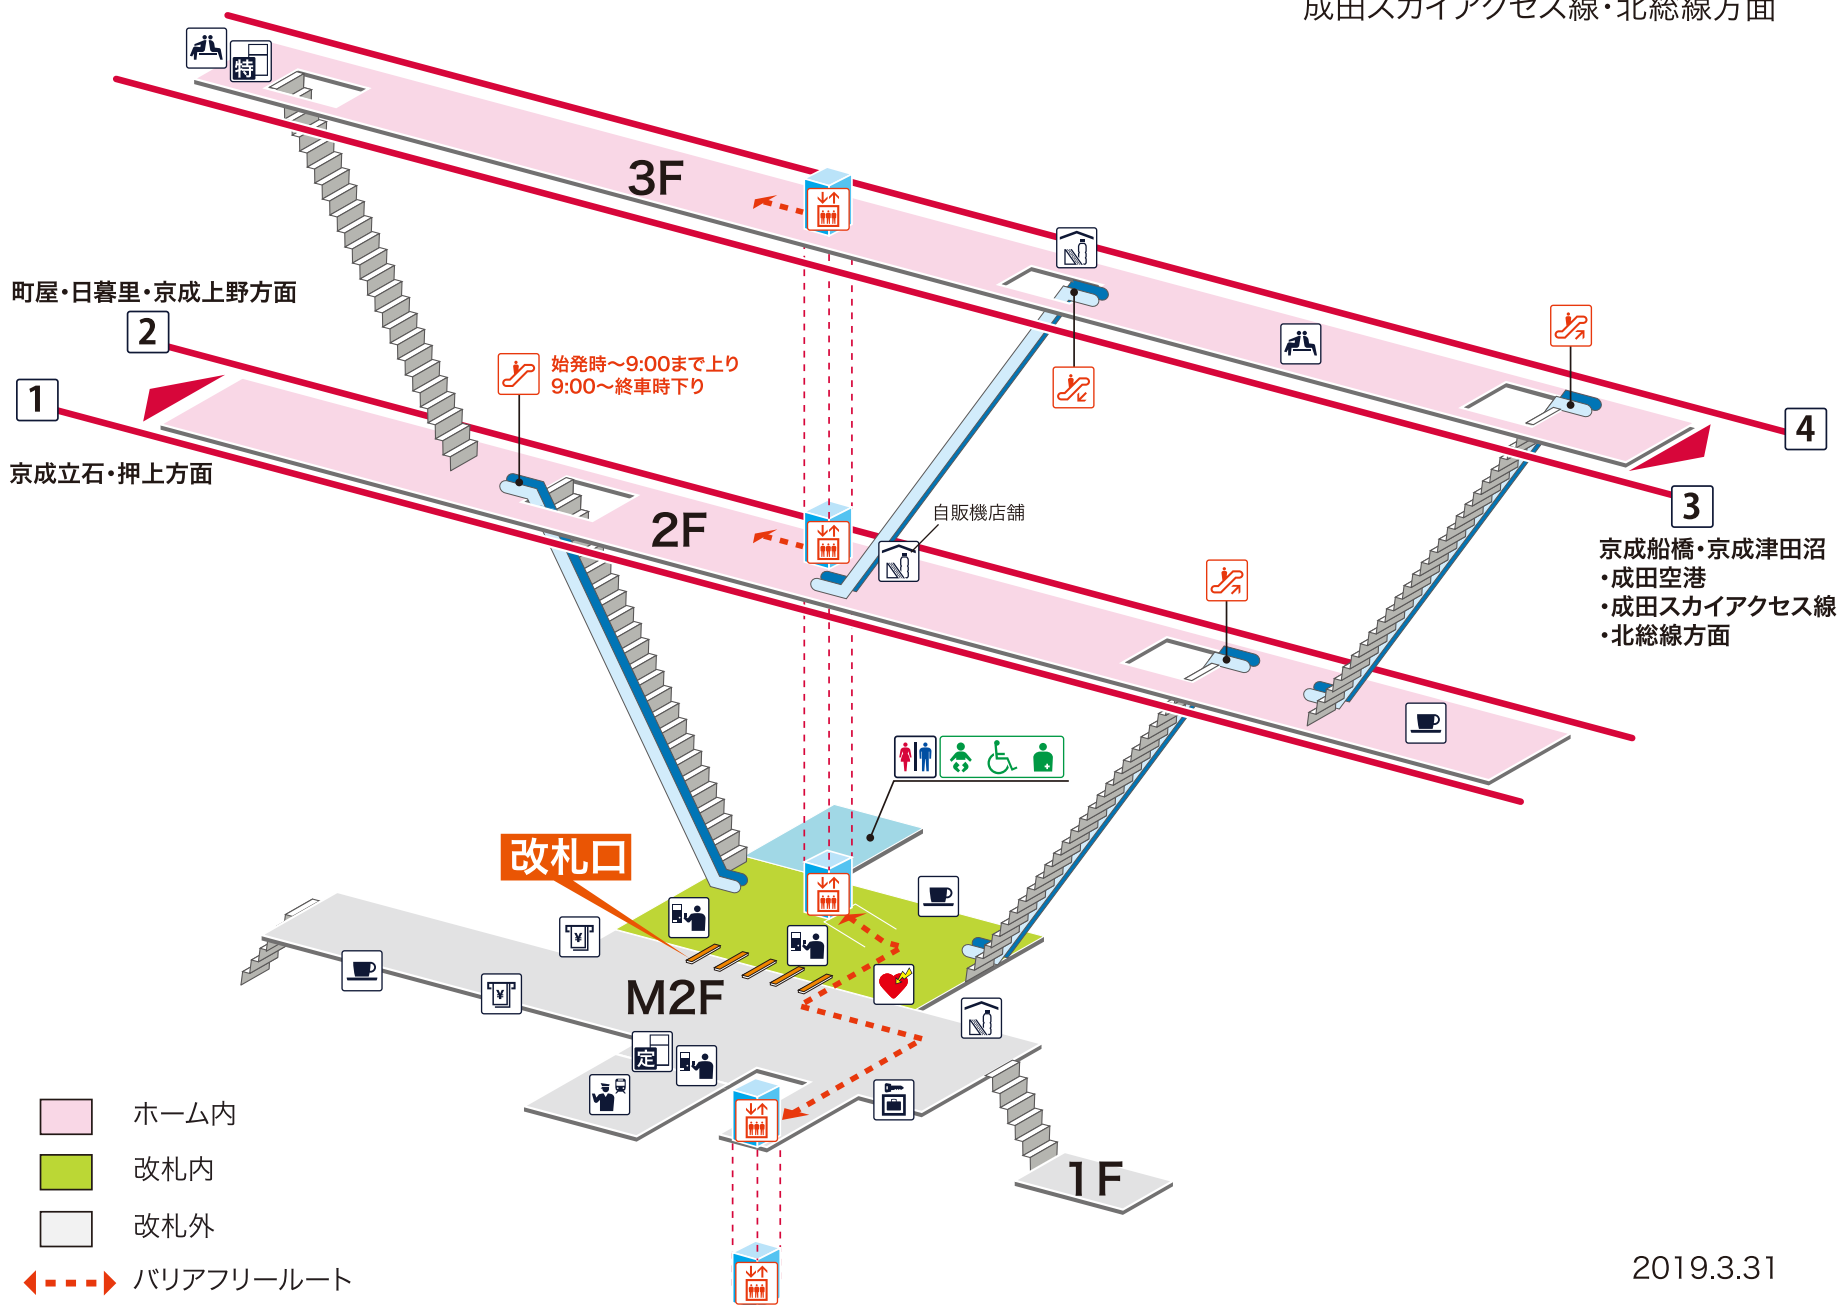 成田スカイアクセス線・北総線方面
特
3F
町屋・日暮里・京成上野方面
2
1
京成立石・押上方面
始発時～9:00まで上り
9:00～終車時下り
4
3
京成船橋・京成津田沼
・成田空港
・成田スカイアクセス線
・北総線方面
2F
自販機店舗
改札口
¥
¥
M2F
定
1F
ホーム内
改札内
改札外
バリアフリールート
2019.3.31